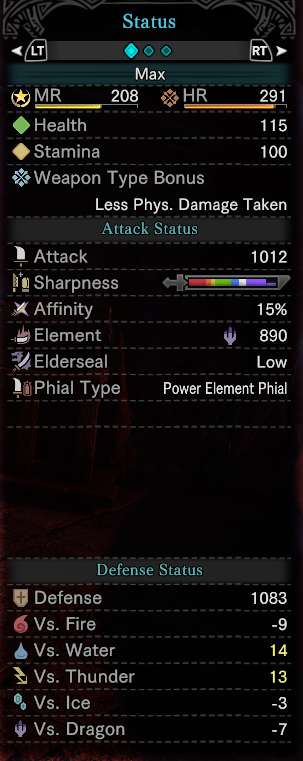 Status
LT RT
Max
MR 208 HR 291
Health 115
Stamina 100
Weapon Type Bonus
Less Phys. Damage Taken
Attack Status
Attack 1012
Sharpness
Affinity 15%
Element 890
Elderseal Low
Phial Type Power Element Phial
Defense Status
Defense 1083
Vs. Fire -9
Vs. Water 14
Vs. Thunder 13
Vs. Ice -3
Vs. Dragon -7